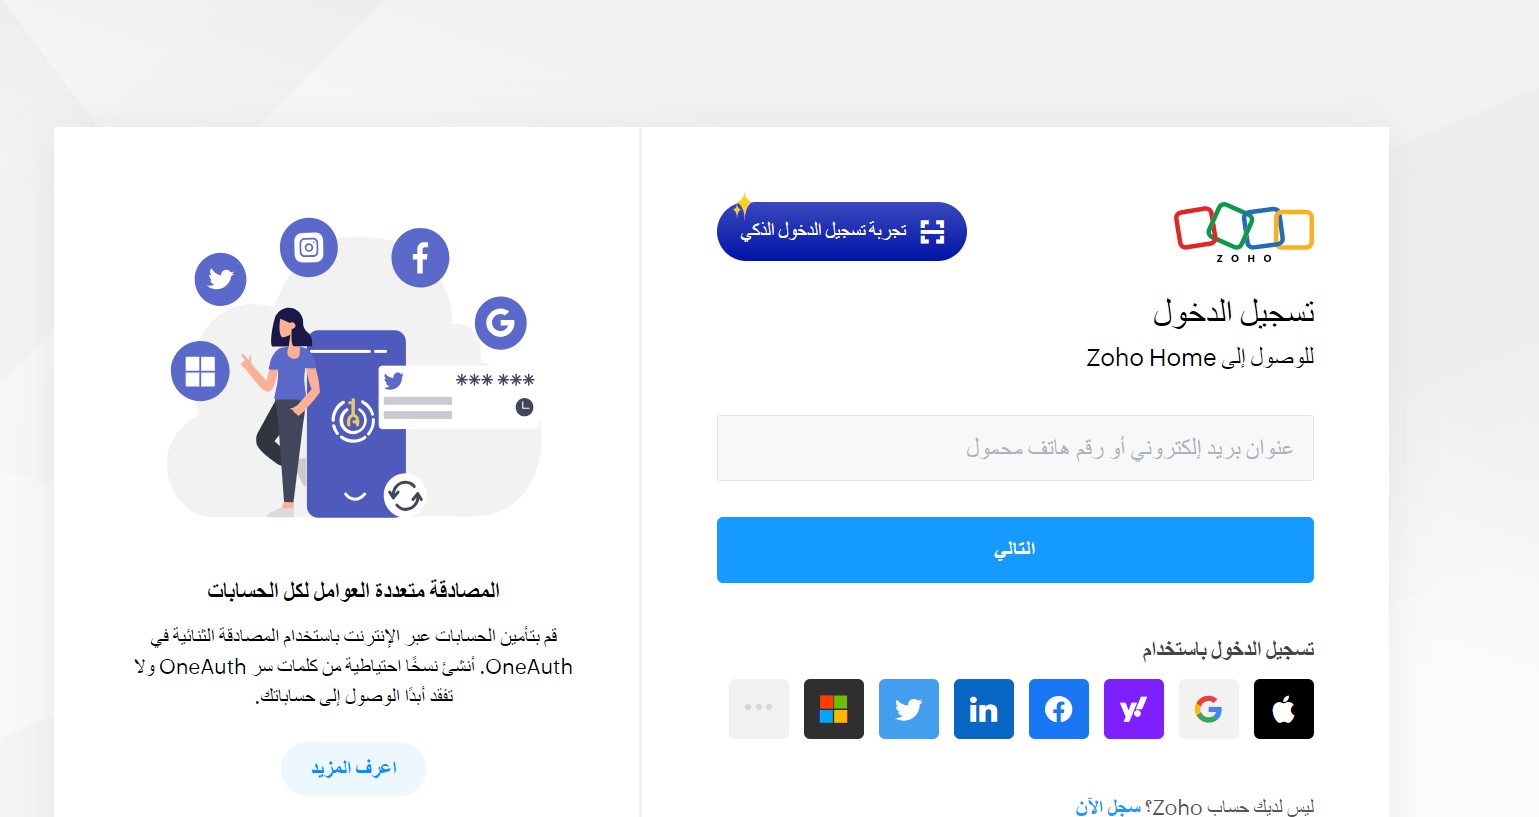 ZOHO
تجربة تسجيل الدخول الذكي
تسجيل الدخول
للوصول إلى Zoho Home
عنوان بريد إلكتروني أو رقم هاتف محمول
التالي
تسجيل الدخول باستخدام
ليس لديك حساب Zoho؟ سجل الآن
*** ***
المصادقة متعددة العوامل لكل الحسابات
قم بتأمين الحسابات عبر الإنترنت باستخدام المصادقة الثنائية في
OneAuth. أنشئ نسخًا احتياطية من كلمات سر OneAuth ولا
تفقد أبدًا الوصول إلى حساباتك.
اعرف المزيد